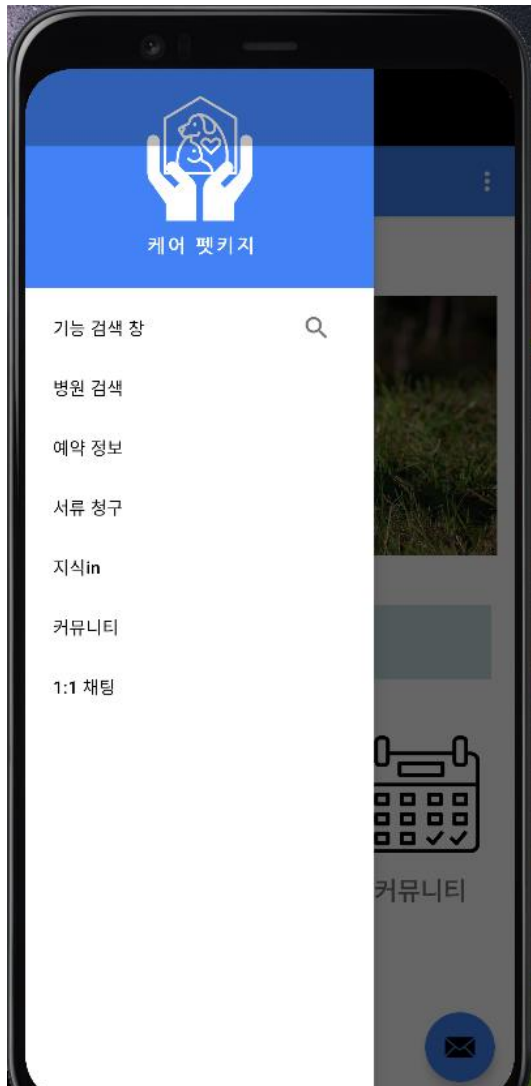 케어 펫키지
기능 검색 창
병원 검색
예약 정보
서류 청구
지식in
커뮤니티
1:1 채팅
커뮤니티